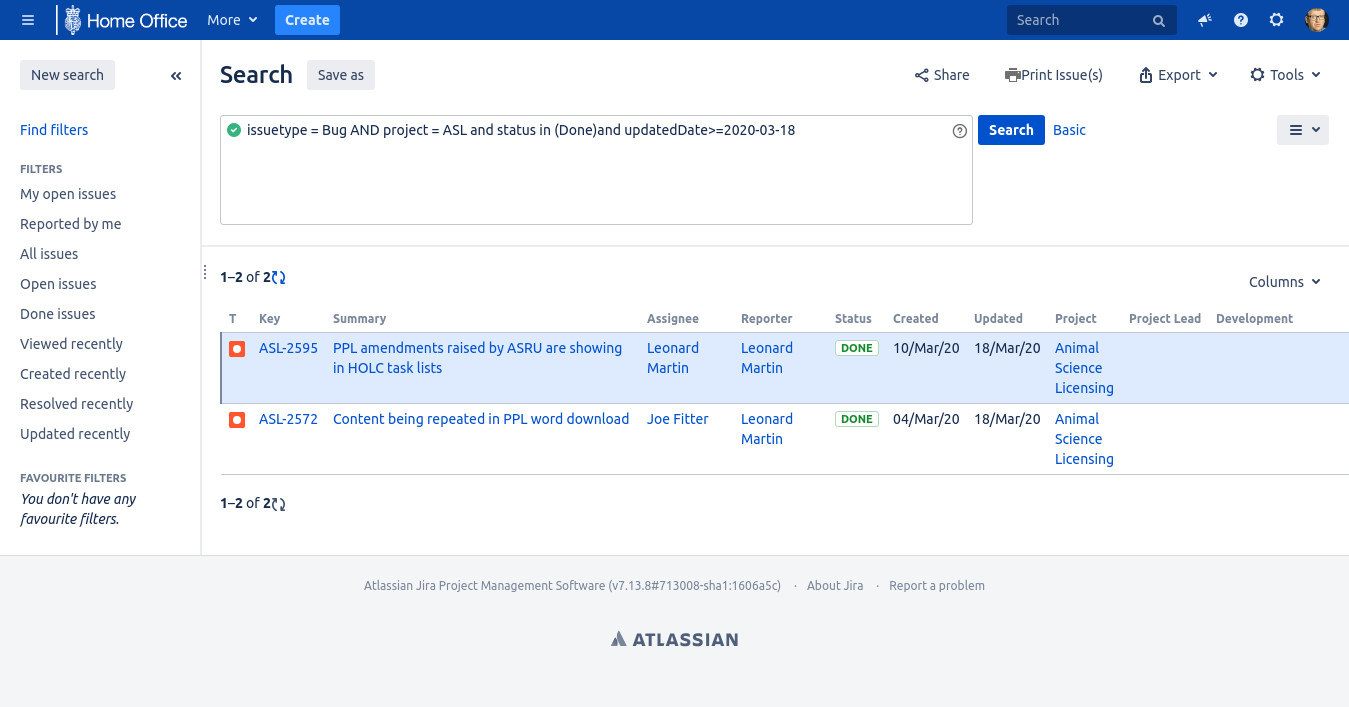 Home Office More Create Search
New search
Search Save as Share Print Issue(s) Export Tools
issuetype = Bug AND project = ASL and status in (Done)and updatedDate>=2020-03-18 Search Basic
Find filters
FILTERS
My open issues
Reported by me
All issues
Open issues
Done issues
Viewed recently
Created recently
Resolved recently
Updated recently
FAVOURITE FILTERS
You don't have any
favourite filters.
1–2 of 2
Columns
T Key Summary Assignee Reporter Status Created Updated Project Project Lead Development
ASL-2595 PPL amendments raised by ASRU are showing Leonard Leonard DONE 10/Mar/20 18/Mar/20 Animal
in HOLC task lists Martin Martin Science
Licensing
ASL-2572 Content being repeated in PPL word download Joe Fitter Leonard DONE 04/Mar/20 18/Mar/20 Animal
Martin Science
Licensing
1–2 of 2
Atlassian Jira Project Management Software (v7.13.8#713008-sha1:1606a5c) · About Jira · Report a problem
ATLASSIAN